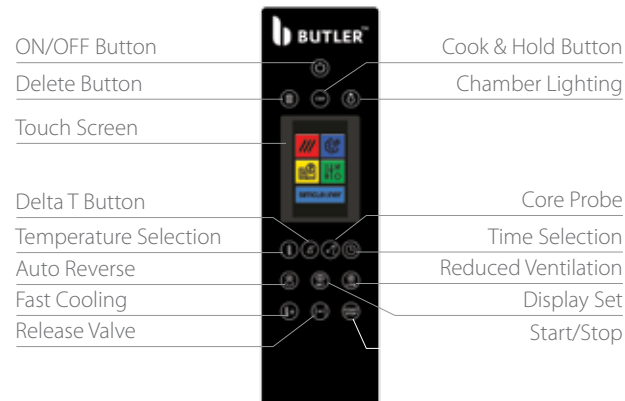 BUTLER™
ON/OFF Button
Cook & Hold Button
Delete Button
Chamber Lighting
Touch Screen
Delta T Button
Core Probe
Temperature Selection
Time Selection
Auto Reverse
Reduced Ventilation
Fast Cooling
Display Set
Release Valve
Start/Stop